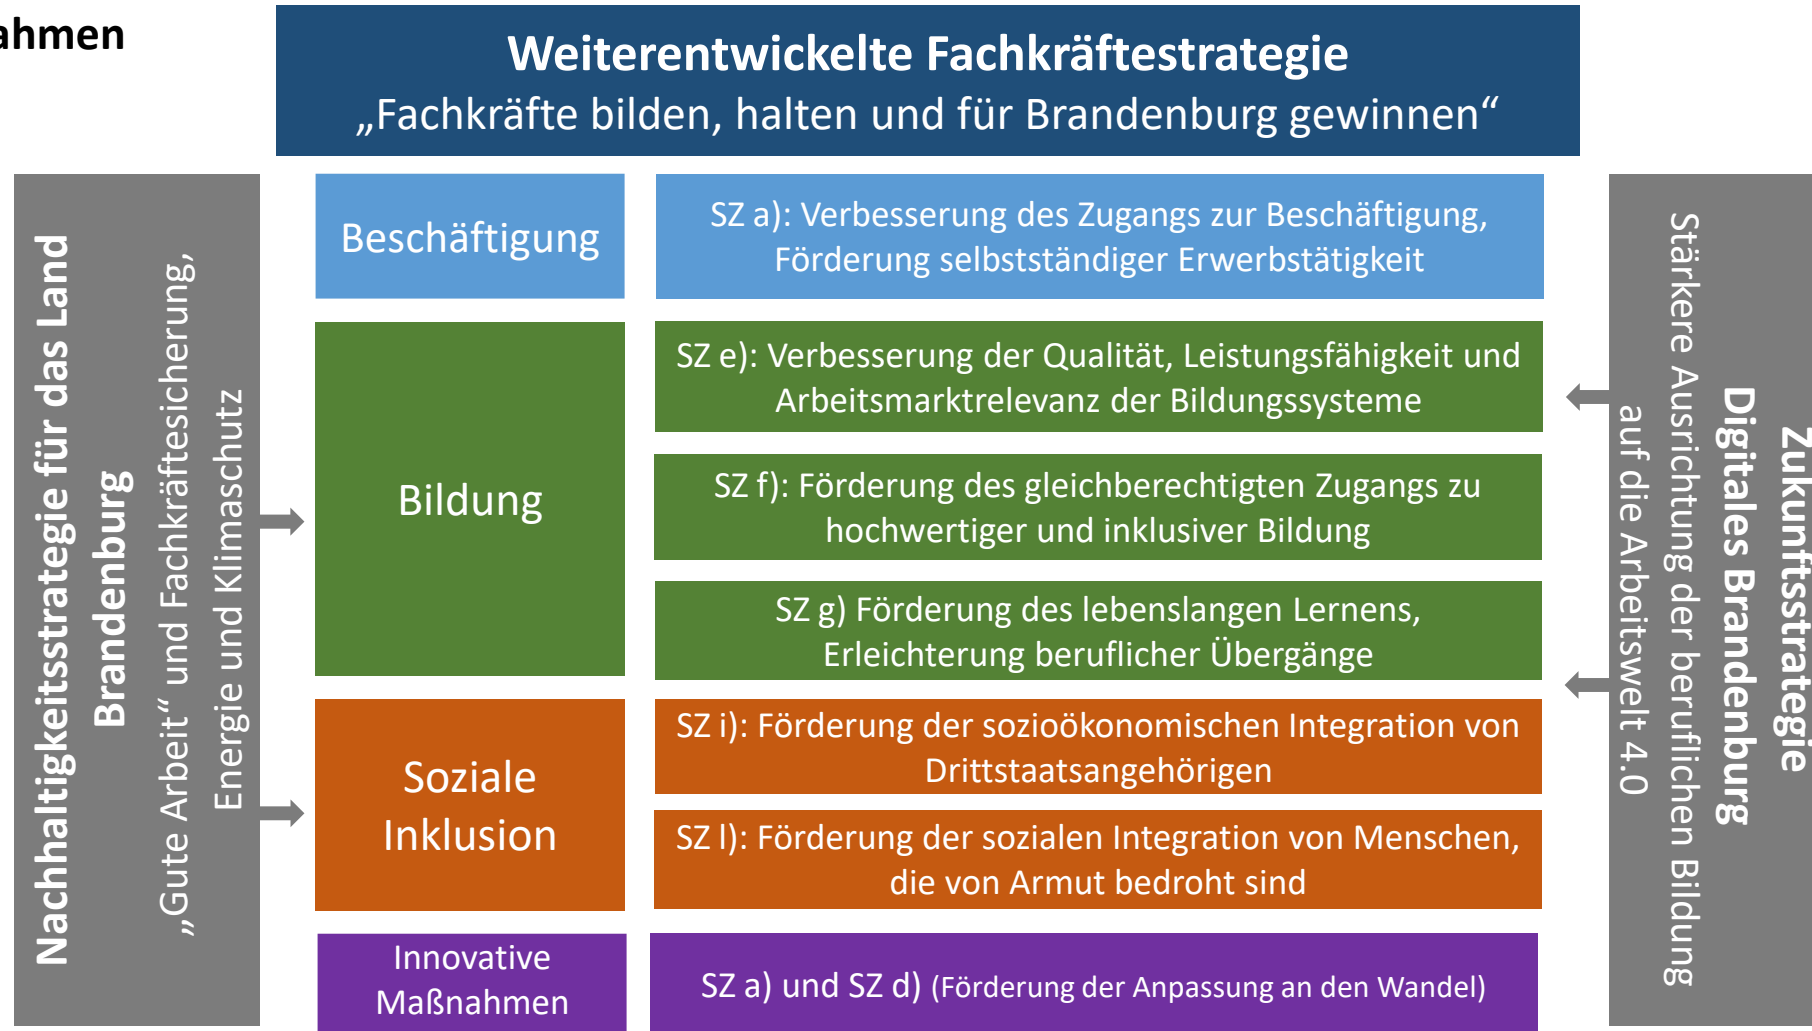 ahmen
Weiterentwickelte Fachkräftestrategie
„Fachkräfte bilden, halten und für Brandenburg gewinnen“
Nachhaltigkeitsstrategie für das Land
Brandenburg
„Gute Arbeit“ und Fachkräftesicherung,
Energie und Klimaschutz
Beschäftigung
SZ a): Verbesserung des Zugangs zur Beschäftigung,
Förderung selbstständiger Erwerbstätigkeit
Bildung
SZ e): Verbesserung der Qualität, Leistungsfähigkeit und
Arbeitsmarktrelevanz der Bildungssysteme
SZ f): Förderung des gleichberechtigten Zugangs zu
hochwertiger und inklusiver Bildung
SZ g) Förderung des lebenslangen Lernens,
Erleichterung beruflicher Übergänge
Soziale
Inklusion
SZ i): Förderung der sozioökonomischen Integration von
Drittstaatsangehörigen
SZ l): Förderung der sozialen Integration von Menschen,
die von Armut bedroht sind
Innovative
Maßnahmen
SZ a) und SZ d) (Förderung der Anpassung an den Wandel)
Zukunftsstrategie
Digitales Brandenburg
Stärkere Ausrichtung der beruflichen Bildung
auf die Arbeitswelt 4.0